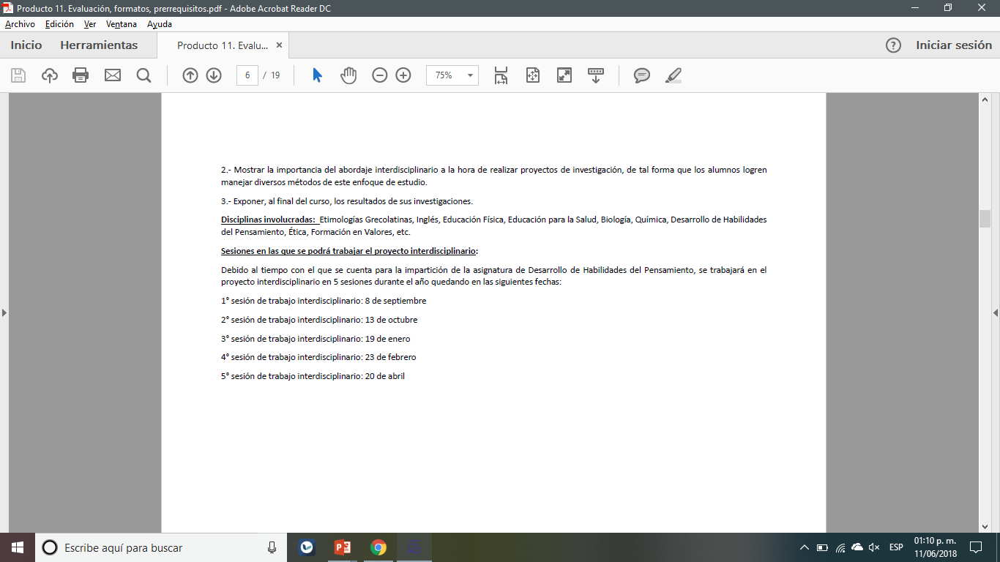 Producto 11. Evaluación, formatos, prerrequisitos.pdf - Adobe Acrobat Reader DC
Archivo Edición Ver Ventana Ayuda
Inicio Herramientas Producto 11. Evalu... × ? Iniciar sesión
6 / 19 75%
2.- Mostrar la importancia del abordaje interdisciplinario a la hora de realizar proyectos de investigación, de tal forma que los alumnos logren
manejar diversos métodos de este enfoque de estudio.
3.- Exponer, al final del curso, los resultados de sus investigaciones.
Disciplinas involucradas: Etimologías Grecolatinas, Inglés, Educación Física, Educación para la Salud, Biología, Química, Desarrollo de Habilidades
del Pensamiento, Ética, Formación en Valores, etc.
Sesiones en las que se podrá trabajar el proyecto interdisciplinario:
Debido al tiempo con el que se cuenta para la impartición de la asignatura de Desarrollo de Habilidades del Pensamiento, se trabajará en el
proyecto interdisciplinario en 5 sesiones durante el año quedando en las siguientes fechas:
1° sesión de trabajo interdisciplinario: 8 de septiembre
2° sesión de trabajo interdisciplinario: 13 de octubre
3° sesión de trabajo interdisciplinario: 19 de enero
4° sesión de trabajo interdisciplinario: 23 de febrero
5° sesión de trabajo interdisciplinario: 20 de abril
Escribe aquí para buscar
ESP
01:10 p. m.
11/06/2018